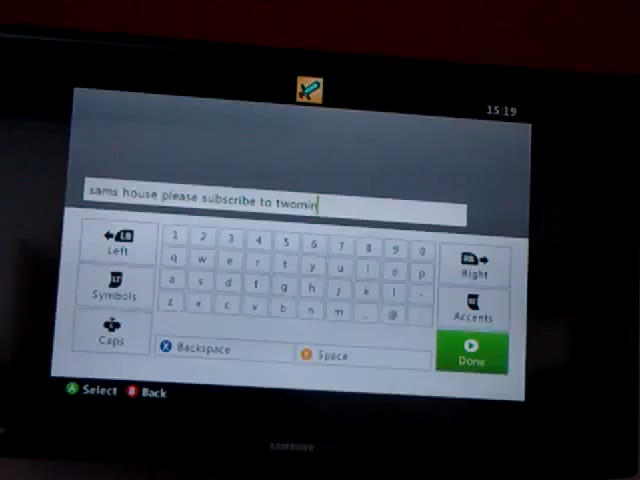 15:19
sams house please subscribe to twomin
LB
Left
1 2 3 4 5 6 7 8 9 0
RB
Right
q w e r t y u i o p
LT
Symbols
a s d f g h j k l -
Accents
z x c v b n m _ @ .
Caps
X Backspace
Y Space
Done
A Select B Back
SAMSUNG